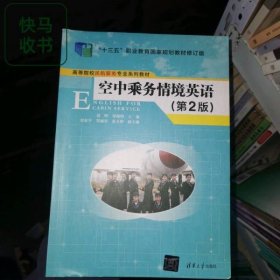 快马
书书
"十三五"职业教育国家规划教材修订版
高等院校民航服务专业系列教材
空中乘务情境英语
ENGLISH FOR
CABIN SERVICE
(第2版)
清华大学出版社